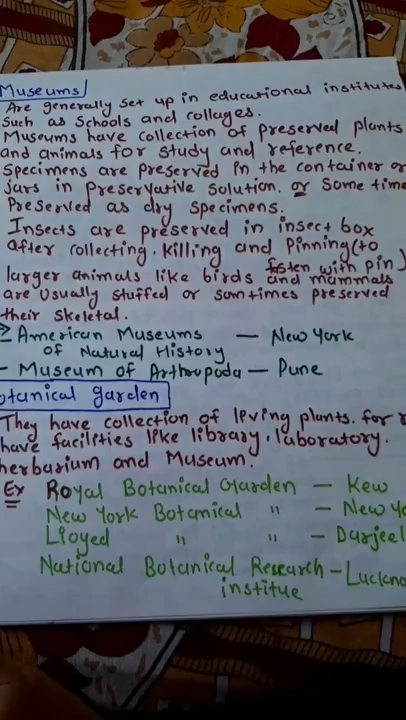 Museums
Are generally set up in educational institutes
such as schools and collages.
Museums have collection of preserved plants
and animals for study and reference.
Specimens are preserved in the container or
jars in preservative solution. or Some time
Preserved as dry specimens.
Insects are preserved in insect box
after collecting. Killing and Pinning (to
fasten with pin)
larger animals like birds and mammals
are usually stuffed or somtimes preserved
their skeletal.
American Museums — New York
of Natural History
- Museum of Arthropoda — Pune
otanical garden
They have collection of leving plants. for r
have facilities like library, laboratory.
herbarium and Museum.
Ex Royal Botanical Garden — Kew
New York Botanical " — New Yo
Lloyed " " — Darjeel
National Botanical Research — Luckno
institue